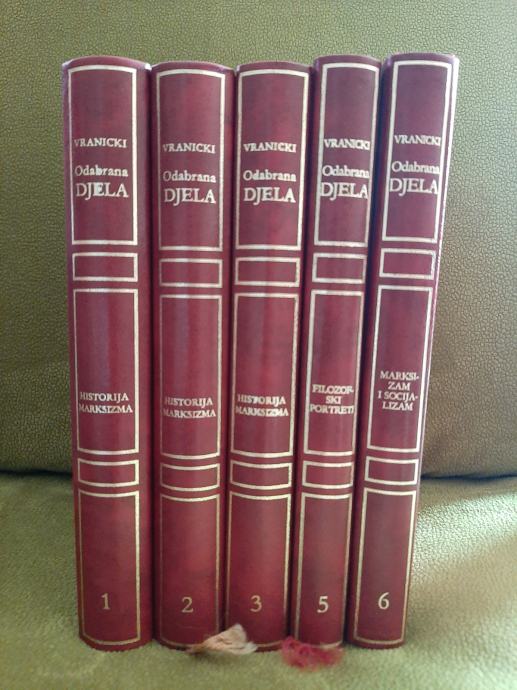 VRANICKI
Odabrana
DJELA
HISTORIJA
MARKSIZMA
1
VRANICKI
Odabrana
DJELA
HISTORIJA
MARKSIZMA
2
VRANICKI
Odabrana
DJELA
HISTORIJA
MARKSIZMA
3
VRANICKI
Odabrana
DJELA
FILOZOF-
SKI
PORTRETI
5
VRANICKI
Odabrana
DJELA
MARKSI-
ZAM
I SOCIJA-
LIZAM
6